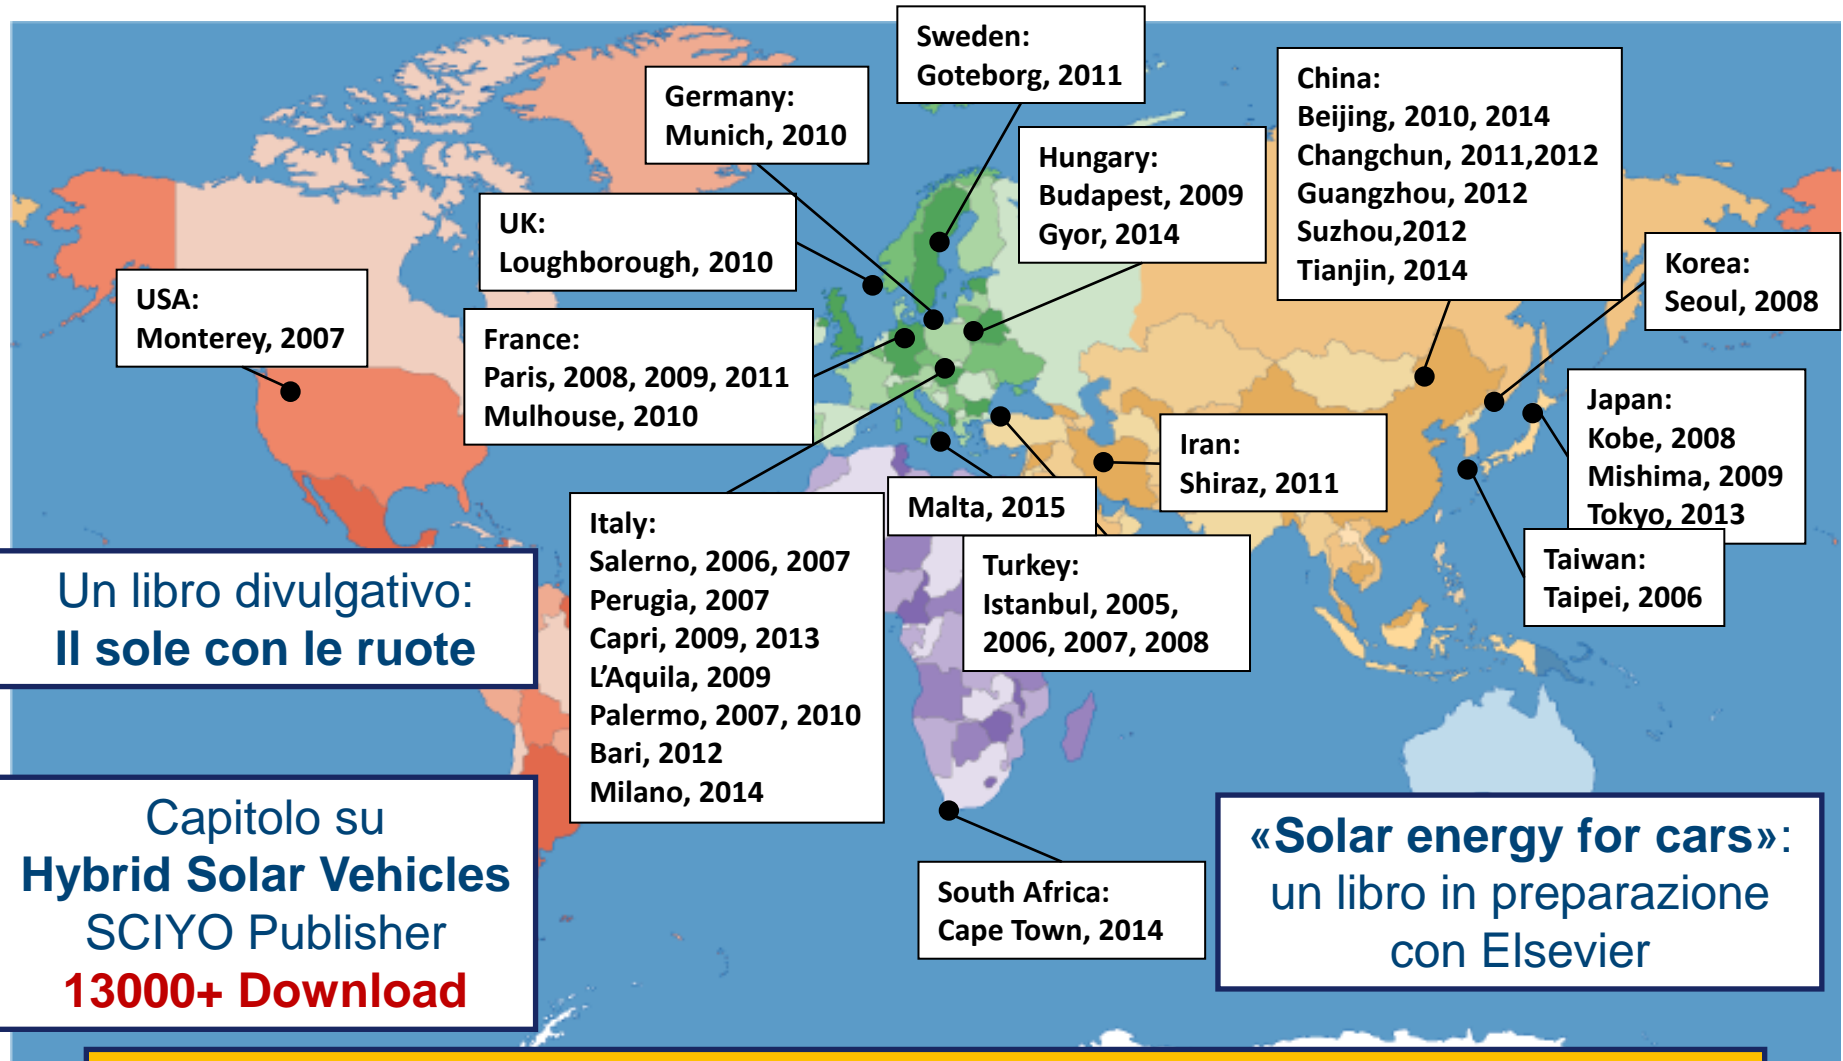 Sweden:
Goteborg, 2011
Germany:
Munich, 2010
China:
Beijing, 2010, 2014
Changchun, 2011,2012
Guangzhou, 2012
Suzhou,2012
Tianjin, 2014
Hungary:
Budapest, 2009
Gyor, 2014
UK:
Loughborough, 2010
Korea:
Seoul, 2008
USA:
Monterey, 2007
France:
Paris, 2008, 2009, 2011
Mulhouse, 2010
Japan:
Kobe, 2008
Mishima, 2009
Tokyo, 2013
Iran:
Shiraz, 2011
Malta, 2015
Italy:
Salerno, 2006, 2007
Perugia, 2007
Capri, 2009, 2013
L’Aquila, 2009
Palermo, 2007, 2010
Bari, 2012
Milano, 2014
Turkey:
Istanbul, 2005,
2006, 2007, 2008
Taiwan:
Taipei, 2006
Un libro divulgativo:
Il sole con le ruote
Capitolo su
Hybrid Solar Vehicles
SCIYO Publisher
13000+ Download
South Africa:
Cape Town, 2014
«Solar energy for cars»:
un libro in preparazione
con Elsevier